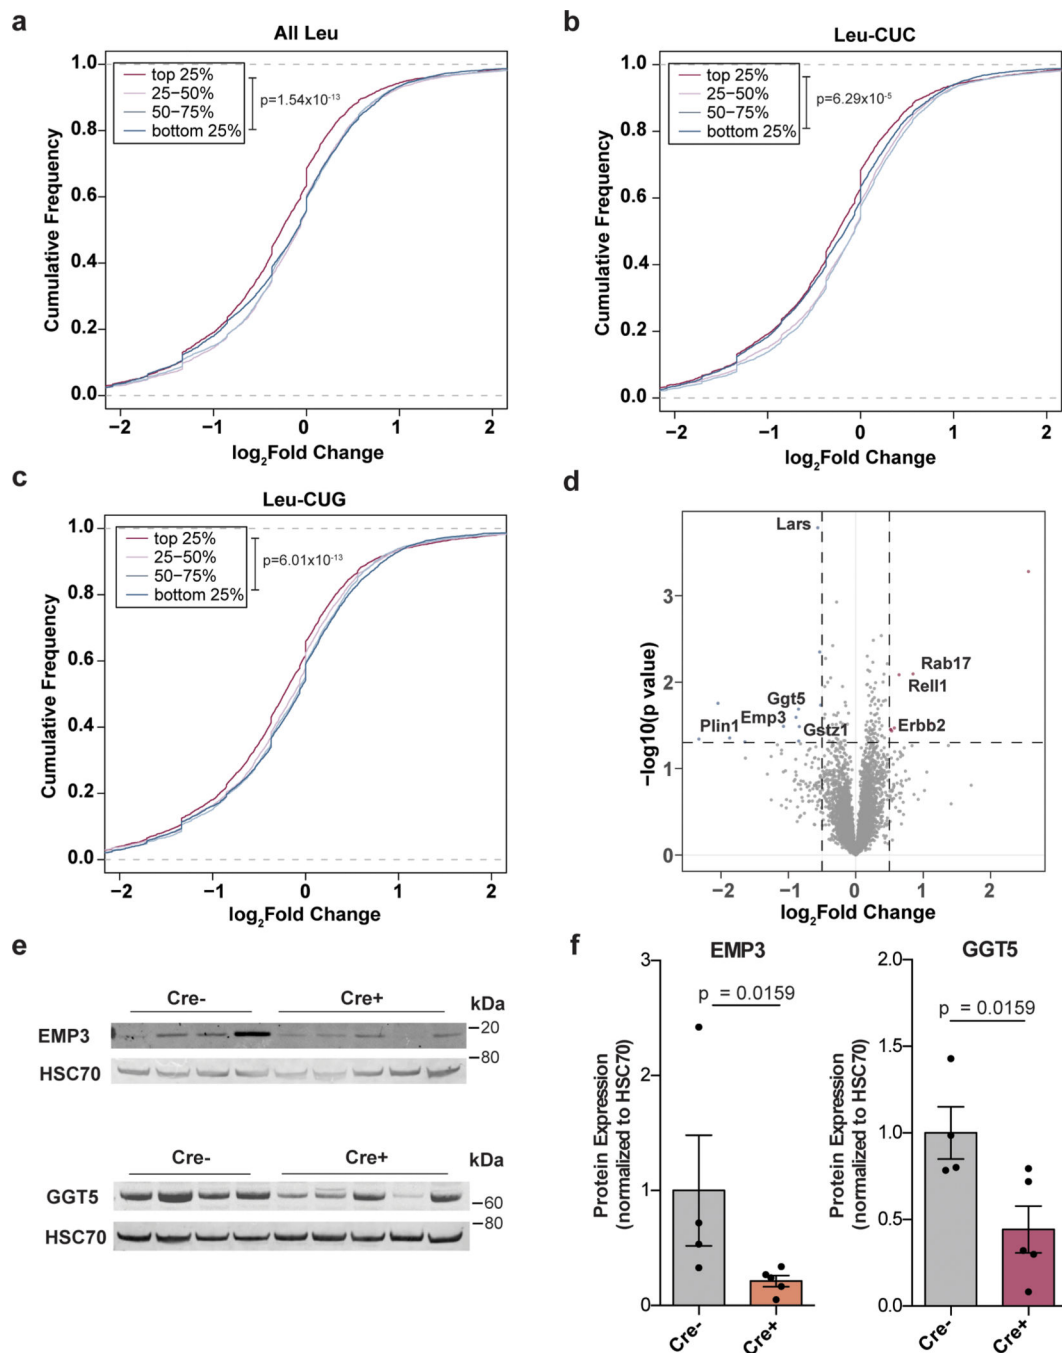 a
All Leu
Cumulative Frequency
1.0
0.8
0.6
0.4
0.2
0.0
top 25%
25–50%
50–75%
bottom 25%
p=1.54x10-13
−2
−1
0
1
2
log2Fold Change
b
Leu-CUC
Cumulative Frequency
1.0
0.8
0.6
0.4
0.2
0.0
top 25%
25–50%
50–75%
bottom 25%
p=6.29x10-5
−2
−1
0
1
2
log2Fold Change
c
Leu-CUG
Cumulative Frequency
1.0
0.8
0.6
0.4
0.2
0.0
top 25%
25–50%
50–75%
bottom 25%
p=6.01x10-13
−2
−1
0
1
2
log2Fold Change
d
−log10(p value)
3
2
1
0
Lars
Rab17
Rell1
Ggt5
Emp3
Plin1
Gstz1
Erbb2
−2
−1
0
1
2
log2Fold Change
e
Cre-
Cre+
kDa
EMP3
−20
−80
HSC70
Cre-
Cre+
kDa
GGT5
−60
−80
HSC70
f
EMP3
p = 0.0159
Protein Expression
(normalized to HSC70)
3
2
1
0
Cre-
Cre+
GGT5
p = 0.0159
Protein Expression
(normalized to HSC70)
2.0
1.5
1.0
0.5
0.0
Cre-
Cre+